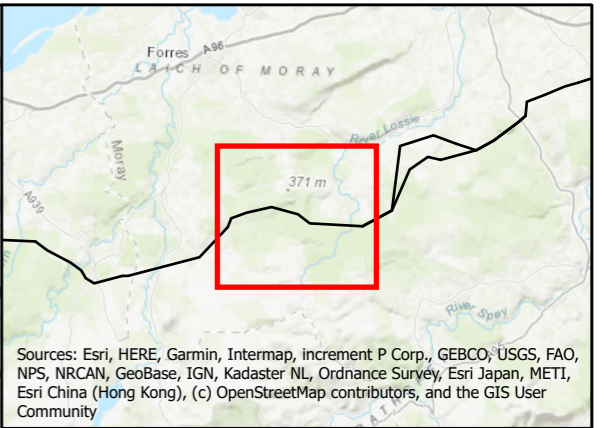 Forres A96
LAICH OF MORAY
River Lossie
Moray
371 m
A939
River Spey
Sources: Esri, HERE, Garmin, Intermap, increment P Corp., GEBCO, USGS, FAO,
NPS, NRCAN, GeoBase, IGN, Kadaster NL, Ordnance Survey, Esri Japan, METI,
Esri China (Hong Kong), (c) OpenStreetMap contributors, and the GIS User
Community